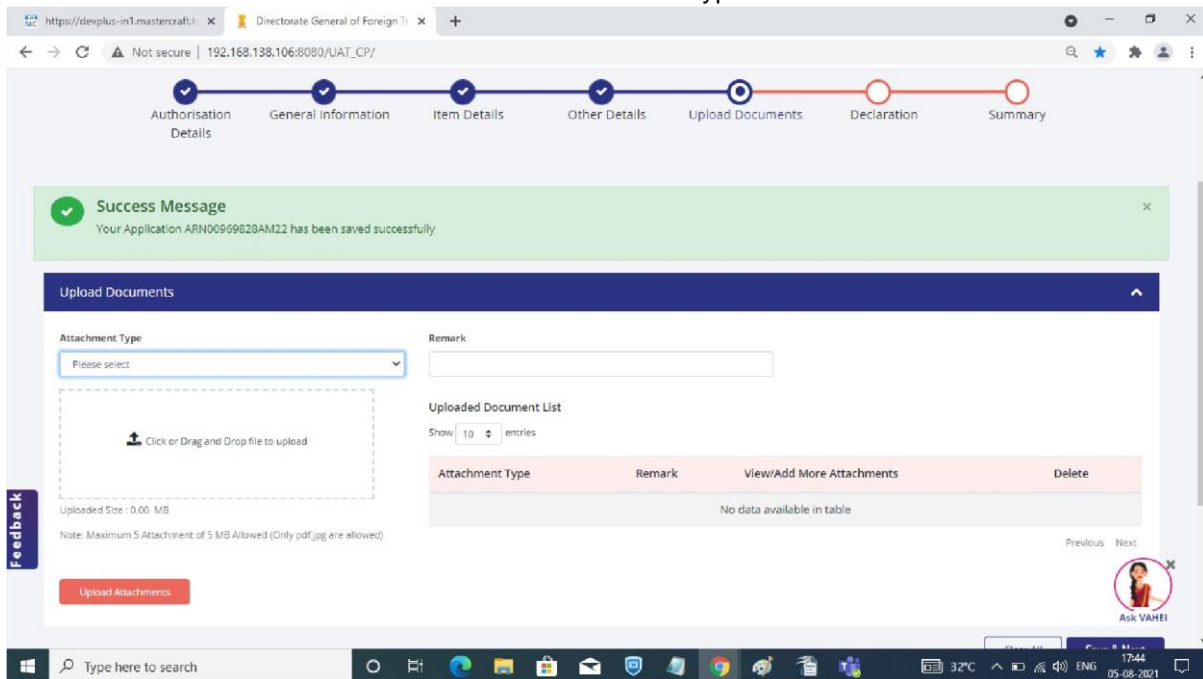 https://devplus-in1.mastercraft.t
Directorate General of Foreign Tr
Not secure | 192.168.138.106:8080/UAT_CP/
Authorisation Details
General Information
Item Details
Other Details
Upload Documents
Declaration
Summary
Success Message
Your Application ARN00969828AM22 has been saved successfully
Upload Documents
Attachment Type
Remark
Please select
Uploaded Document List
Show 10 entries
Click or Drag and Drop file to upload
Attachment Type Remark View/Add More Attachments Delete
No data available in table
Uploaded Size : 0.00 MB
Note: Maximum 5 Attachment of 5 MB Allowed (Only pdf,jpg are allowed)
Previous Next
Feedback
Upload Attachments
Ask VAHEI
Type here to search
32°C
ENG
17:44
05-08-2021